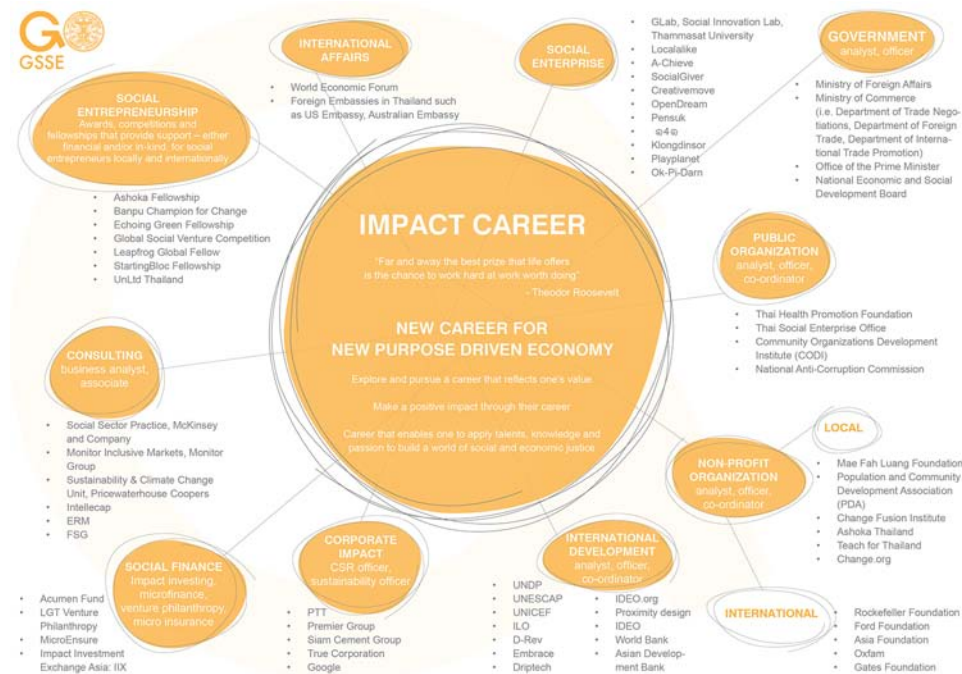 GSSE
INTERNATIONAL
AFFAIRS
• World Economic Forum
• Foreign Embassies in Thailand such
as US Embassy, Australian Embassy
SOCIAL
ENTERPRISE
• GLab, Social Innovation Lab,
Thammasat University
• Localalike
• A-Chieve
• SocialGiver
• Creativemove
• OpenDream
• Pensuk
• Klongdinsor
• Playplanet
• Ok-Pi-Darn
GOVERNMENT
analyst, officer
• Ministry of Foreign Affairs
• Ministry of Commerce
(i.e. Department of Trade Nego-
tiations, Department of Foreign
Trade, Department of Interna-
tional Trade Promotion)
• Office of the Prime Minister
• National Economic and Social
Development Board
SOCIAL
ENTREPRENEURSHIP
Awards, competitions and
fellowships that provide support – either
financial and/or in-kind, for social
entrepreneurs locally and internationally
• Ashoka Fellowship
• Banpu Champion for Change
• Echoing Green Fellowship
• Global Social Venture Competition
• Leapfrog Global Fellow
• StartingBloc Fellowship
• UnLtd Thailand
IMPACT CAREER
"Far and away the best prize that life offers
is the chance to work hard at work worth doing"
- Theodor Roosevelt
NEW CAREER FOR
NEW PURPOSE DRIVEN ECONOMY
Explore and pursue a career that reflects one's value
Make a positive impact through their career
Career that enables one to apply talents, knowledge and
passion to build a world of social and economic justice
PUBLIC
ORGANIZATION
analyst, officer,
co-ordinator
• Thai Health Promotion Foundation
• Thai Social Enterprise Office
• Community Organizations Development
Institute (CODI)
• National Anti-Corruption Commission
CONSULTING
business analyst,
associate
• Social Sector Practice, McKinsey
and Company
• Monitor Inclusive Markets, Monitor
Group
• Sustainability & Climate Change
Unit, Pricewaterhouse Coopers
• Intellecap
• ERM
• FSG
NON-PROFIT
ORGANIZATION
analyst, officer,
co-ordinator
LOCAL
• Mae Fah Luang Foundation
• Population and Community
Development Association
(PDA)
• Change Fusion Institute
• Ashoka Thailand
• Teach for Thailand
• Change.org
INTERNATIONAL
• Rockefeller Foundation
• Ford Foundation
• Asia Foundation
• Oxfam
• Gates Foundation
SOCIAL FINANCE
Impact investing,
microfinance,
venture philanthropy,
micro insurance
• Acumen Fund
• LGT Venture
Philanthropy
• MicroEnsure
• Impact Investment
Exchange Asia: IIX
CORPORATE
IMPACT
CSR officer,
sustainability officer
• PTT
• Premier Group
• Siam Cement Group
• True Corporation
• Google
INTERNATIONAL
DEVELOPMENT
analyst, officer,
co-ordinator
• UNDP
• UNESCAP
• UNICEF
• ILO
• D-Rev
• Embrace
• Driptech
• IDEO.org
• Proximity design
• IDEO
• World Bank
• Asian Develop-
ment Bank